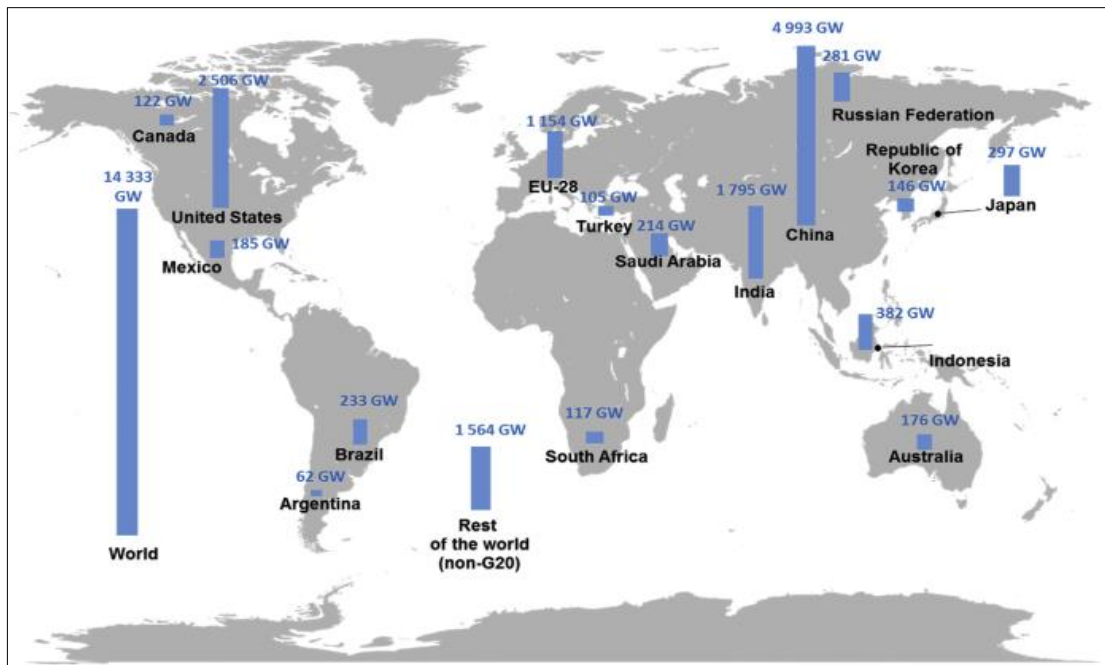 4 993 GW
281 GW
Russian Federation
2 506 GW
122 GW
Canada
1 154 GW
EU-28
Republic of
Korea
297 GW
14 333
GW
United States
105 GW
Turkey
1 795 GW
146 GW
Japan
185 GW
Mexico
214 GW
Saudi Arabia
China
India
382 GW
Indonesia
233 GW
Brazil
1 564 GW
117 GW
South Africa
176 GW
Australia
62 GW
Argentina
World
Rest
of the world
(non-G20)